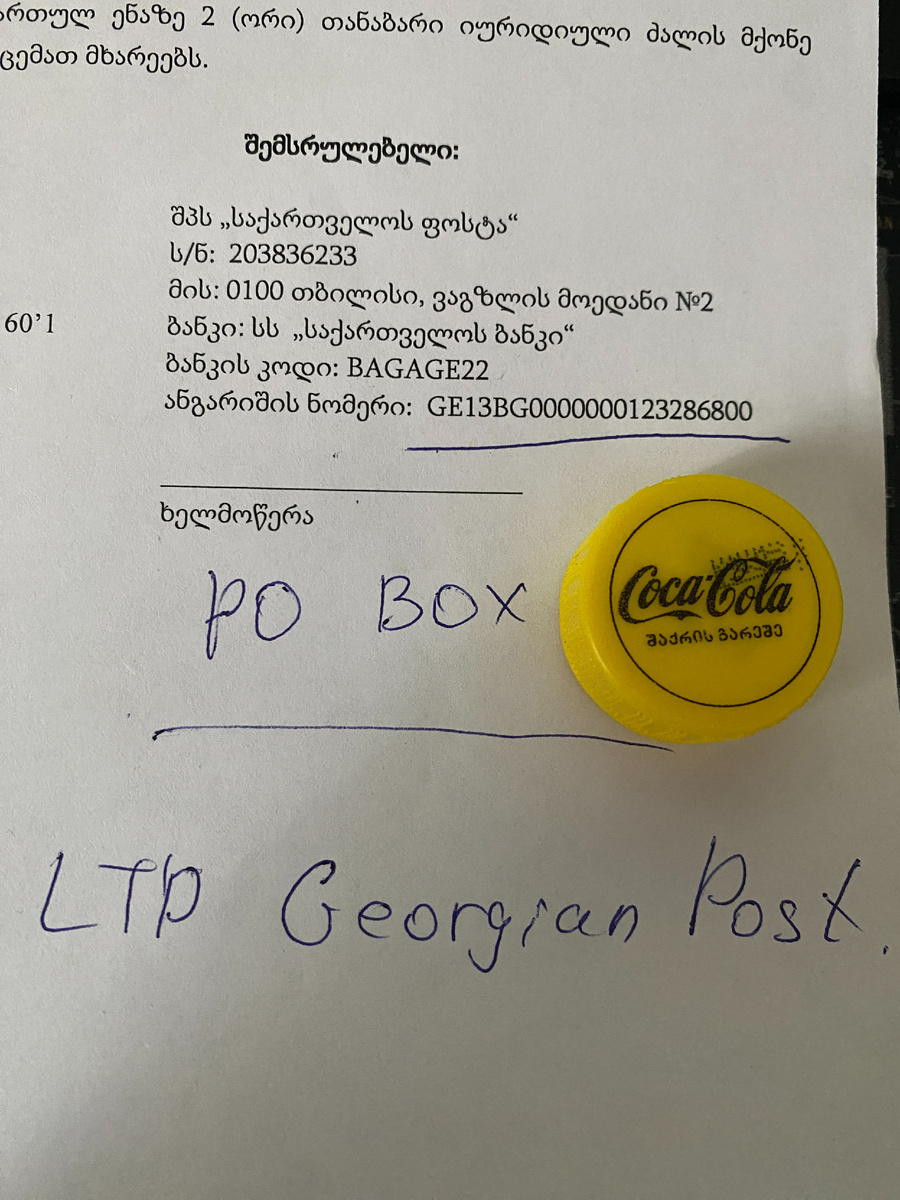 ართულ ენაზე 2 (ორი) თანაბარი იურიდიული ძალის მქონე
ცემათ მხარეებს.
შემსრულებელი:
შპს „საქართველოს ფოსტა“
ს/ნ: 203836233
მის: 0100 თბილისი, ვაგზლის მოედანი №2
60’1
ბანკი: სს „საქართველოს ბანკი“
ბანკის კოდი: BAGAGE22
ანგარიშის ნომერი: GE13BG0000000123286800
ხელმოწერა
PO BOX
Coca-Cola
ᲨᲐᲥᲠᲘᲡ ᲒᲐᲠᲔᲨᲔ
LTD Georgian Post.